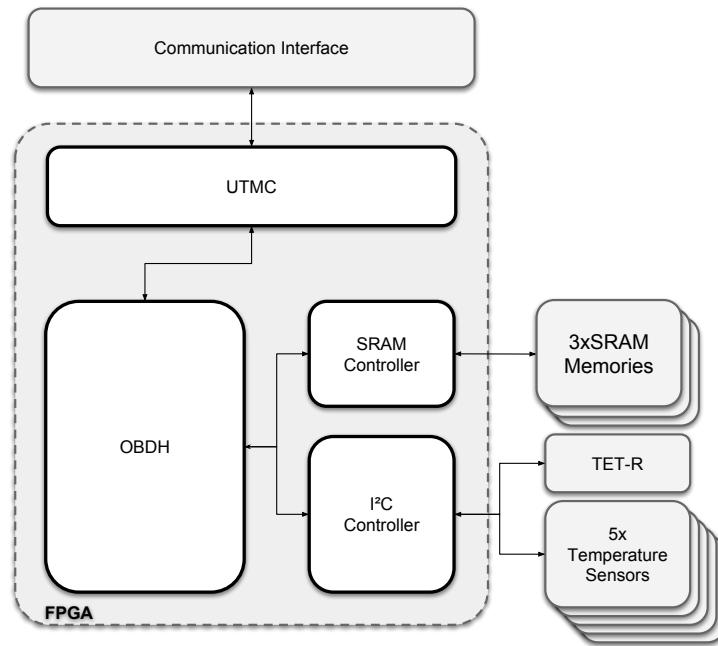 Communication Interface
UTMC
OBDH
SRAM
Controller
3xSRAM
Memories
I²C
Controller
TET-R
5x
Temperature
Sensors
FPGA